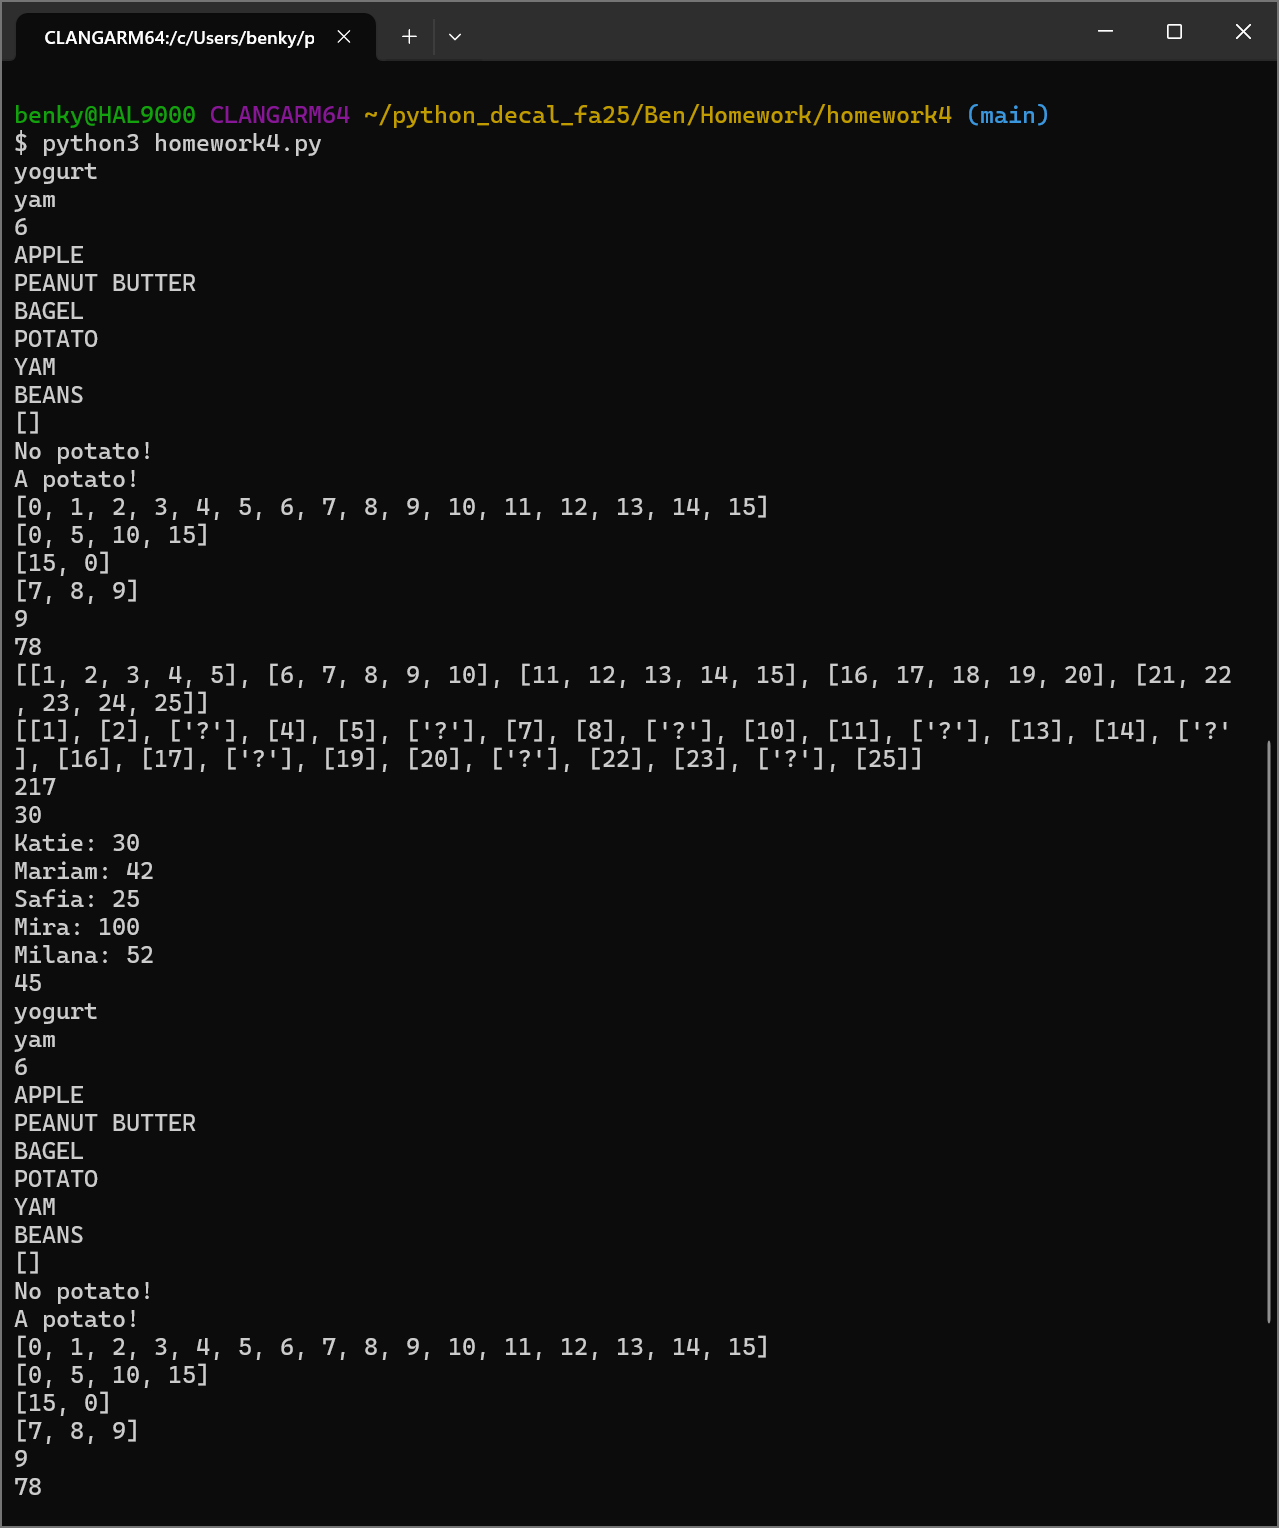 CLANGARM64:/c/Users/benky/p
benky@HAL9000 CLANGARM64 ~/python_decal_fa25/Ben/Homework/homework4 (main)
$ python3 homework4.py
yogurt
yam
6
APPLE
PEANUT BUTTER
BAGEL
POTATO
YAM
BEANS
[]
No potato!
A potato!
[0, 1, 2, 3, 4, 5, 6, 7, 8, 9, 10, 11, 12, 13, 14, 15]
[0, 5, 10, 15]
[15, 0]
[7, 8, 9]
9
78
[[1, 2, 3, 4, 5], [6, 7, 8, 9, 10], [11, 12, 13, 14, 15], [16, 17, 18, 19, 20], [21, 22
, 23, 24, 25]]
[[1], [2], ['?'], [4], [5], ['?'], [7], [8], ['?'], [10], [11], ['?'], [13], [14], ['?'
], [16], [17], ['?'], [19], [20], ['?'], [22], [23], ['?'], [25]]
217
30
Katie: 30
Mariam: 42
Safia: 25
Mira: 100
Milana: 52
45
yogurt
yam
6
APPLE
PEANUT BUTTER
BAGEL
POTATO
YAM
BEANS
[]
No potato!
A potato!
[0, 1, 2, 3, 4, 5, 6, 7, 8, 9, 10, 11, 12, 13, 14, 15]
[0, 5, 10, 15]
[15, 0]
[7, 8, 9]
9
78